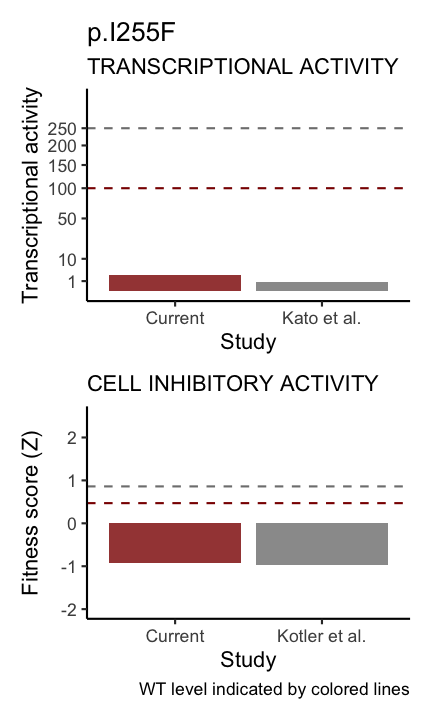 p.I255F
TRANSCRIPTIONAL ACTIVITY
Transcriptional activity
250
200
150
100
50
10
1
Current
Kato et al.
Study
CELL INHIBITORY ACTIVITY
Fitness score (Z)
2
1
0
-1
-2
Current
Kotler et al.
Study
WT level indicated by colored lines